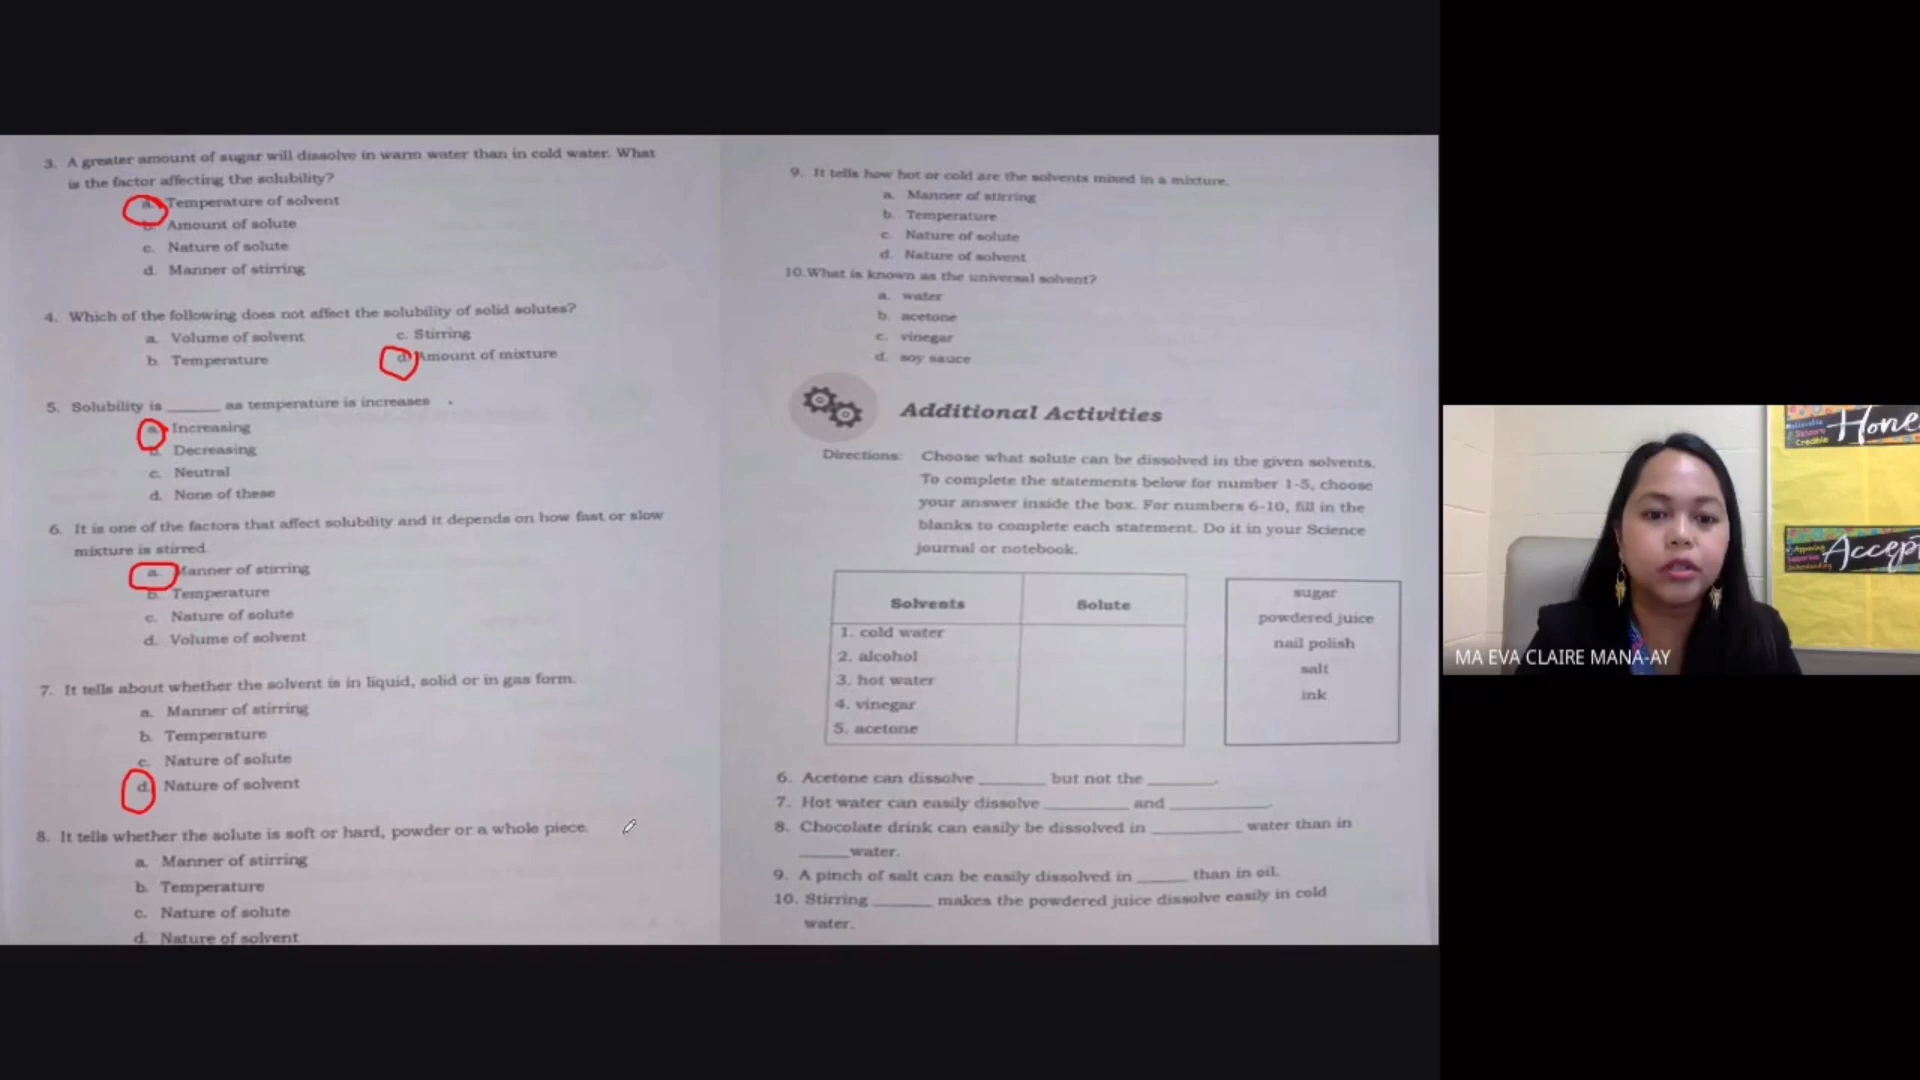 3. A greater amount of sugar will dissolve in warm water than in cold water. What
is the factor affecting the solubility?
a. Temperature of solvent
b. Amount of solute
c. Nature of solute
d. Manner of stirring
4. Which of the following does not affect the solubility of solid solutes?
a. Volume of solvent c. Stirring
b. Temperature d. Amount of mixture
5. Solubility is ______ as temperature is increases .
a. Increasing
b. Decreasing
c. Neutral
d. None of these
6. It is one of the factors that affect solubility and it depends on how fast or slow
mixture is stirred.
a. Manner of stirring
b. Temperature
c. Nature of solute
d. Volume of solvent
7. It tells about whether the solvent is in liquid, solid or in gas form.
a. Manner of stirring
b. Temperature
c. Nature of solute
d. Nature of solvent
8. It tells whether the solute is soft or hard, powder or a whole piece.
a. Manner of stirring
b. Temperature
c. Nature of solute
d. Nature of solvent
9. It tells how hot or cold are the solvents mixed in a mixture.
a. Manner of stirring
b. Temperature
c. Nature of solute
d. Nature of solvent
10. What is known as the universal solvent?
a. water
b. acetone
c. vinegar
d. soy sauce
Additional Activities
Directions: Choose what solute can be dissolved in the given solvents.
To complete the statements below for number 1-5, choose
your answer inside the box. For numbers 6-10, fill in the
blanks to complete each statement. Do it in your Science
journal or notebook.
Solvents Solute
1. cold water
2. alcohol
3. hot water
4. vinegar
5. acetone
sugar
powdered juice
nail polish
salt
ink
6. Acetone can dissolve _______ but not the _______.
7. Hot water can easily dissolve _________ and ___________.
8. Chocolate drink can easily be dissolved in __________ water than in
_____water.
9. A pinch of salt can be easily dissolved in _____ than in oil.
10. Stirring ______ makes the powdered juice dissolve easily in cold
water.
Hone
Accept
MA EVA CLAIRE MANA-AY